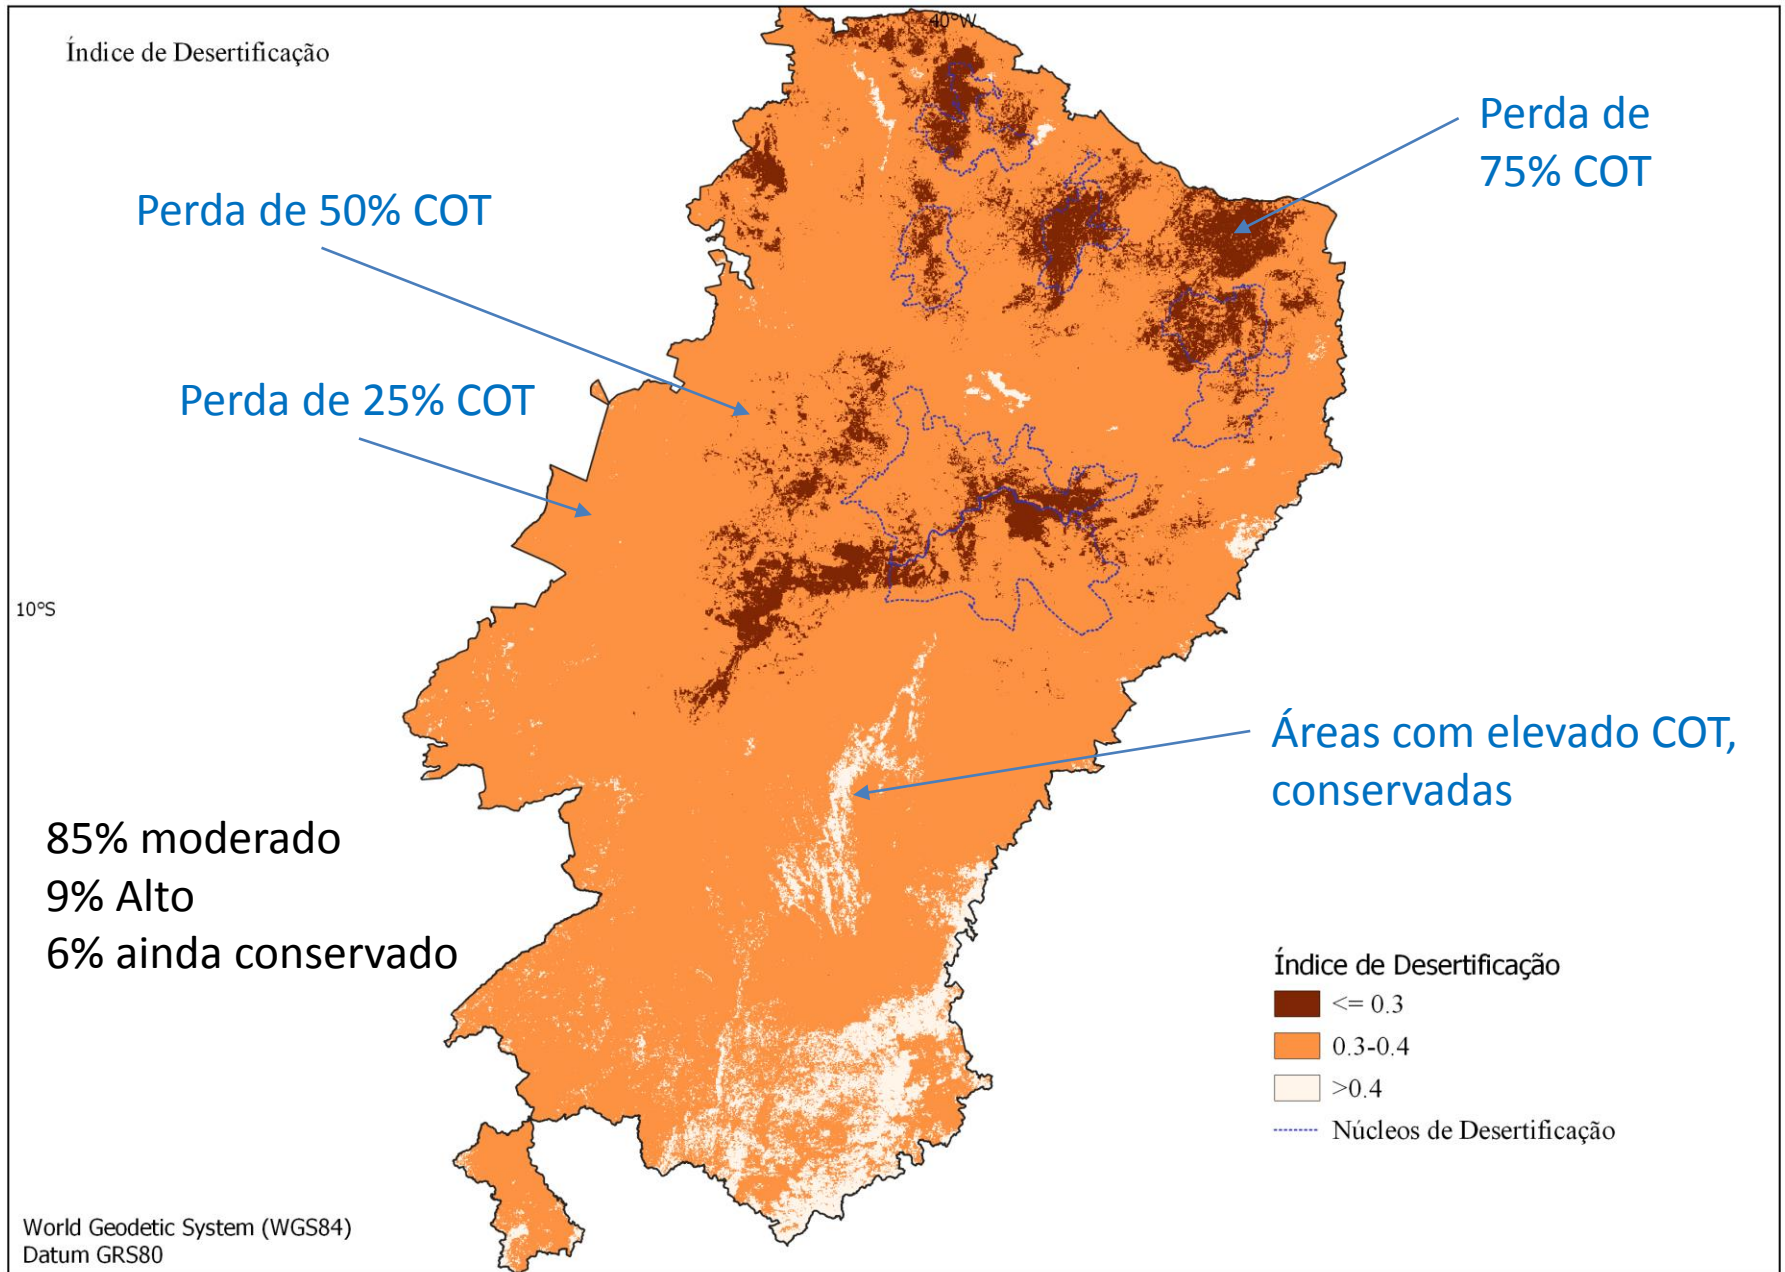 40°W
Índice de Desertificação
Perda de
75% COT
Perda de 50% COT
Perda de 25% COT
10°S
Áreas com elevado COT,
conservadas
85% moderado
9% Alto
6% ainda conservado
Índice de Desertificação
<= 0.3
0.3-0.4
>0.4
Núcleos de Desertificação
World Geodetic System (WGS84)
Datum GRS80